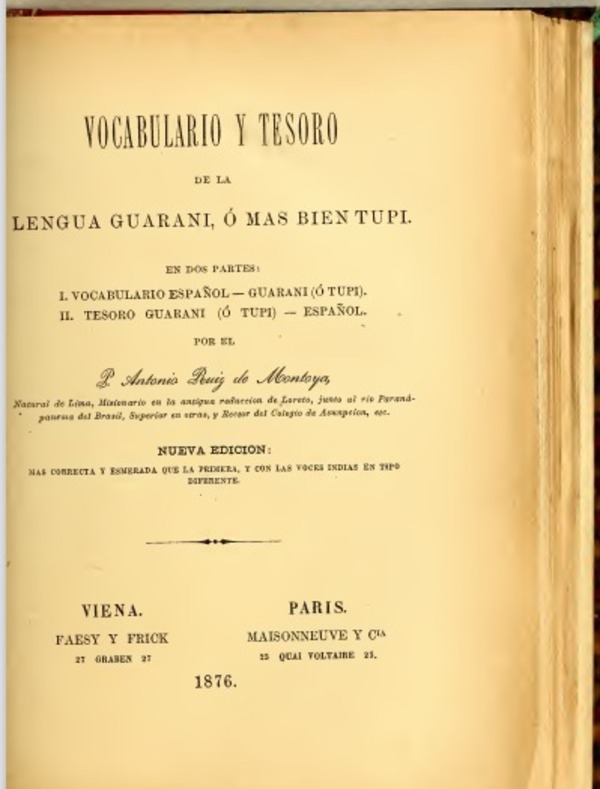 VOCABULARIO Y TESORO
DE LA
LENGUA GUARANI, Ó MAS BIEN TUPI.
EN DOS PARTES:
I. VOCABULARIO ESPAÑOL — GUARANI (Ó TUPI).
II. TESORO GUARANI (Ó TUPI) — ESPAÑOL.
POR EL
P. Antonio Ruiz de Montoya,
Natural de Lima, Misionario en la antigua reduccion de Loreto, junto al rio Paraná-
panema del Brasil, Superior en otras, y Rector del Colegio de Asumpcion, etc.
NUEVA EDICION:
MAS CORRECTA Y ESMERADA QUE LA PRIMERA, Y CON LAS VOCES INDIAS EN TIPO
DIFERENTE.
VIENA. PARIS.
FAESY Y FRICK MAISONNEUVE Y CIA
27 GRABEN 27 25 QUAI VOLTAIRE 25.
1876.